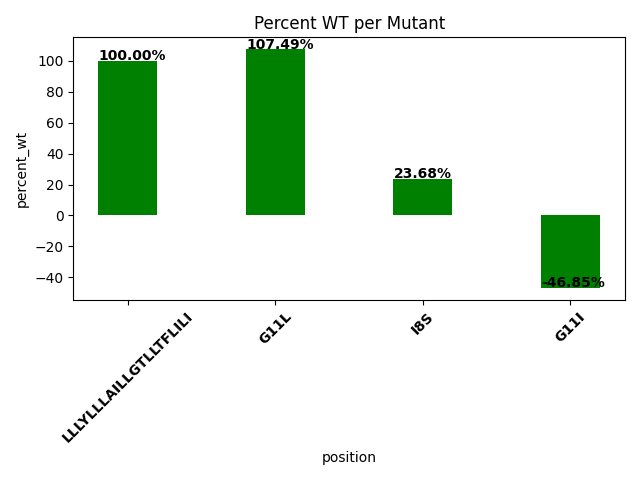 Percent WT per Mutant
percent_wt
100
80
60
40
20
0
−20
−40
100.00%
107.49%
23.68%
-46.85%
LLLYLLLAILLGTLLTFLILI
G11L
I8S
G11I
position